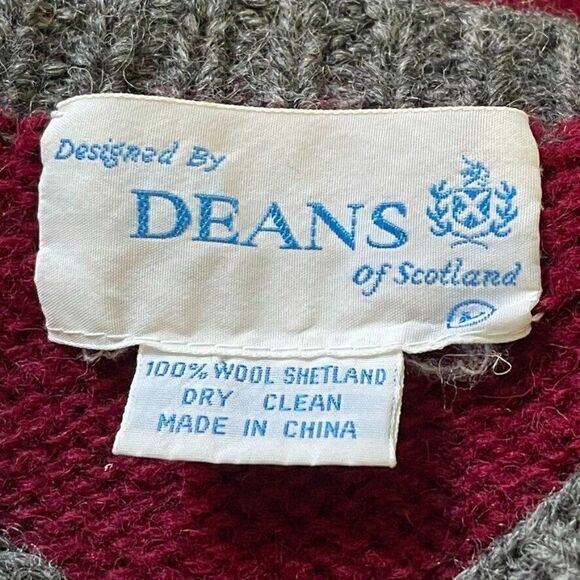 Designed By
DEANS
Of Scotland
100% WOOL SHETLAND
DRY CLEAN
MADE IN CHINA